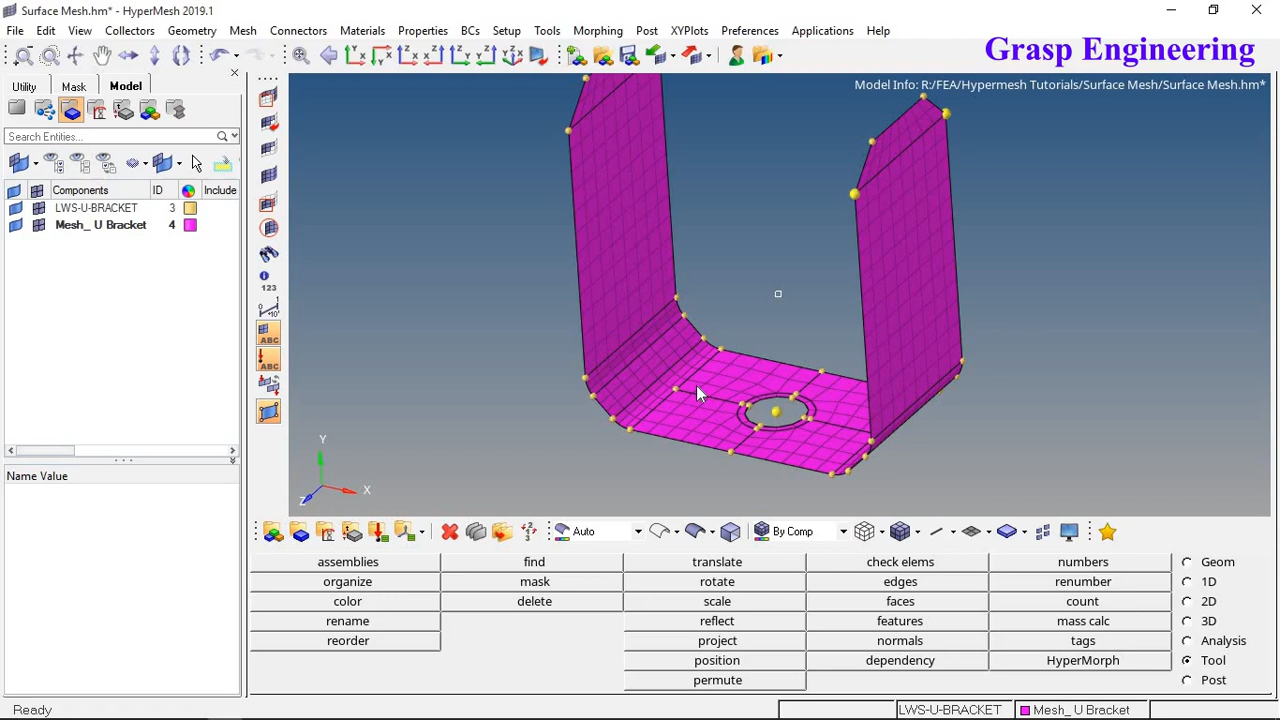 Surface Mesh.hm* - HyperMesh 2019.1
File Edit View Collectors Geometry Mesh Connectors Materials Properties BCs Setup Tools Morphing Post XYPlots Preferences Applications Help
Grasp Engineering
Utility Mask Model
Model Info: R:/FEA/Hypermesh Tutorials/Surface Mesh/Surface Mesh.hm*
Search Entities...
Components ID Include
LWS-U-BRACKET 3
Mesh_ U Bracket 4
123
ABC
ABC
Name Value
Y
X
Z
Auto By Comp
assemblies find translate check elems numbers Geom
organize mask rotate edges renumber 1D
color delete scale faces count 2D
rename reflect features mass calc 3D
reorder project normals tags Analysis
position dependency HyperMorph Tool
permute Post
Ready LWS-U-BRACKET Mesh_ U Bracket